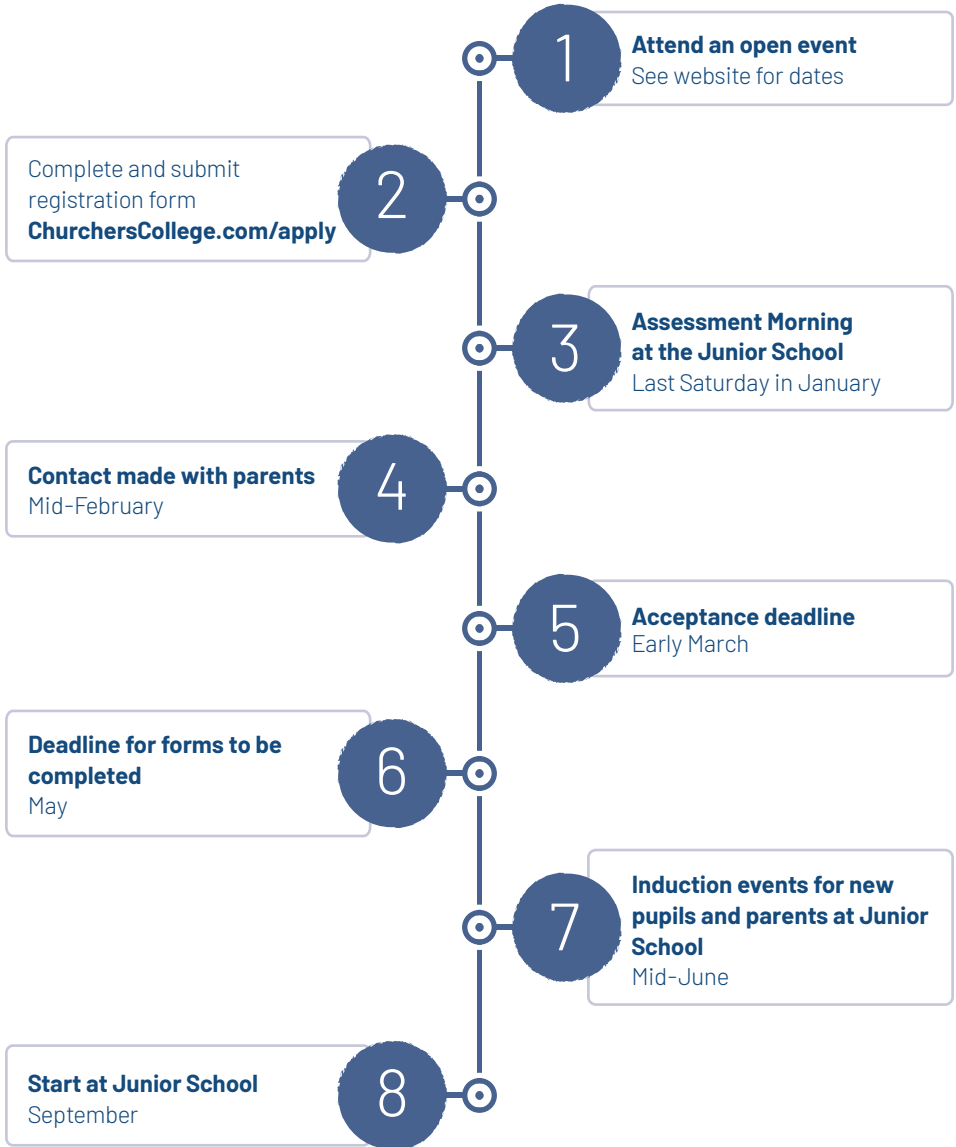 1
Attend an open event
See website for dates
2
Complete and submit
registration form
ChurchersCollege.com/apply
3
Assessment Morning
at the Junior School
Last Saturday in January
4
Contact made with parents
Mid-February
5
Acceptance deadline
Early March
6
Deadline for forms to be
completed
May
7
Induction events for new
pupils and parents at Junior
School
Mid-June
8
Start at Junior School
September